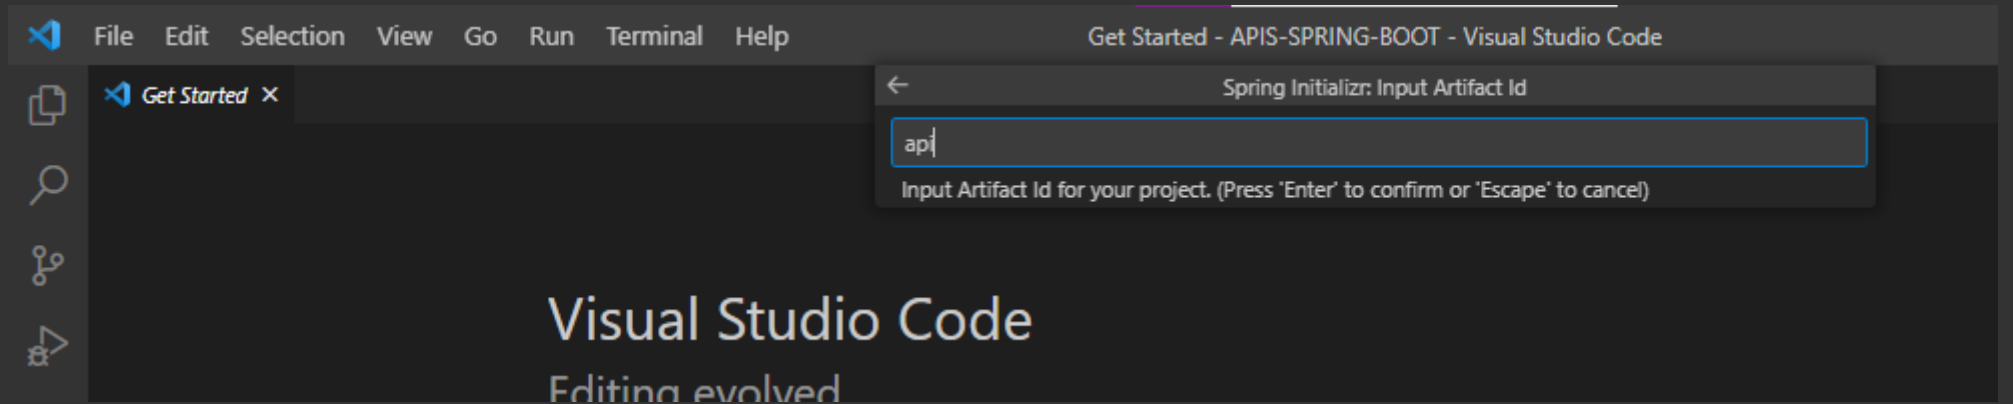 File Edit Selection View Go Run Terminal Help
Get Started - APIS-SPRING-BOOT - Visual Studio Code
Get Started
Spring Initializr: Input Artifact Id
api
Input Artifact Id for your project. (Press 'Enter' to confirm or 'Escape' to cancel)
Visual Studio Code
Editing evolved